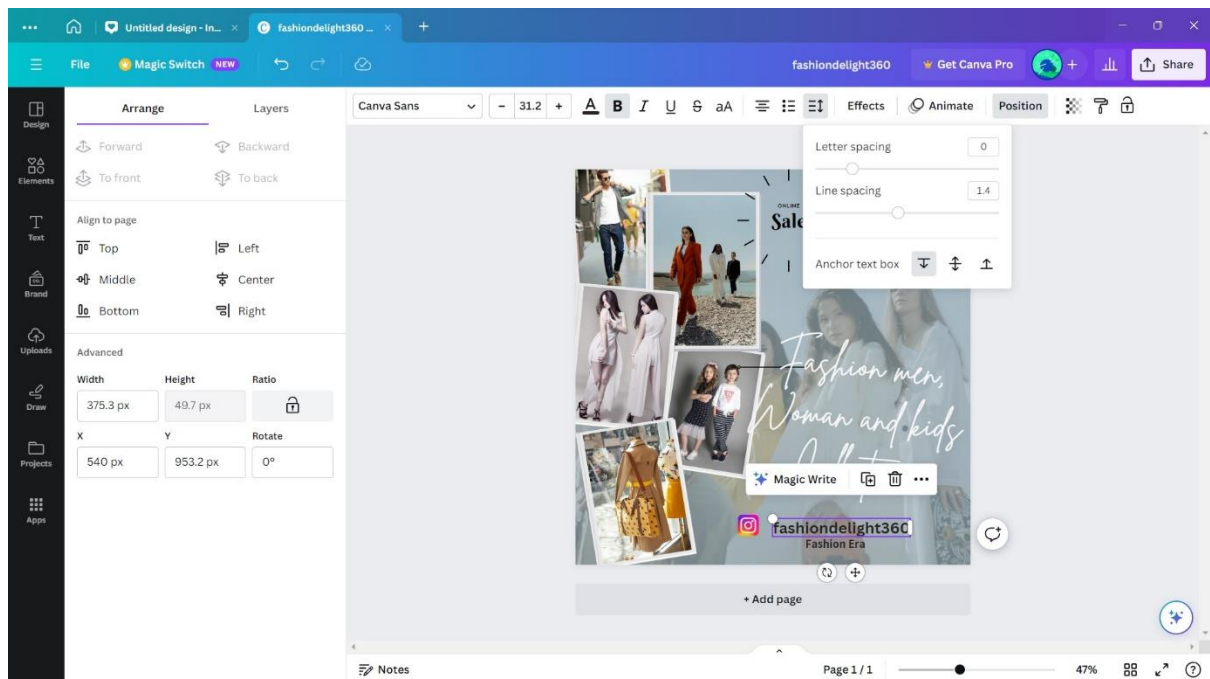 Untitled design - In...
fashiondelight360 ...
File
Magic Switch NEW
fashiondelight360
Get Canva Pro
Share
Design
Elements
Text
Brand
Uploads
Draw
Projects
Apps
Arrange
Layers
Forward
Backward
To front
To back
Align to page
Top
Left
Middle
Center
Bottom
Right
Advanced
Width
Height
Ratio
375.3 px
49.7 px
X
Y
Rotate
540 px
953.2 px
0°
Canva Sans
- 31.2 +
A B I U S aA
Effects
Animate
Position
Letter spacing
0
Line spacing
1.4
Anchor text box
ONLINE
Sale
Fashion men,
Woman and kids
Magic Write
fashiondelight360
Fashion Era
+ Add page
Notes
Page 1 / 1
47%